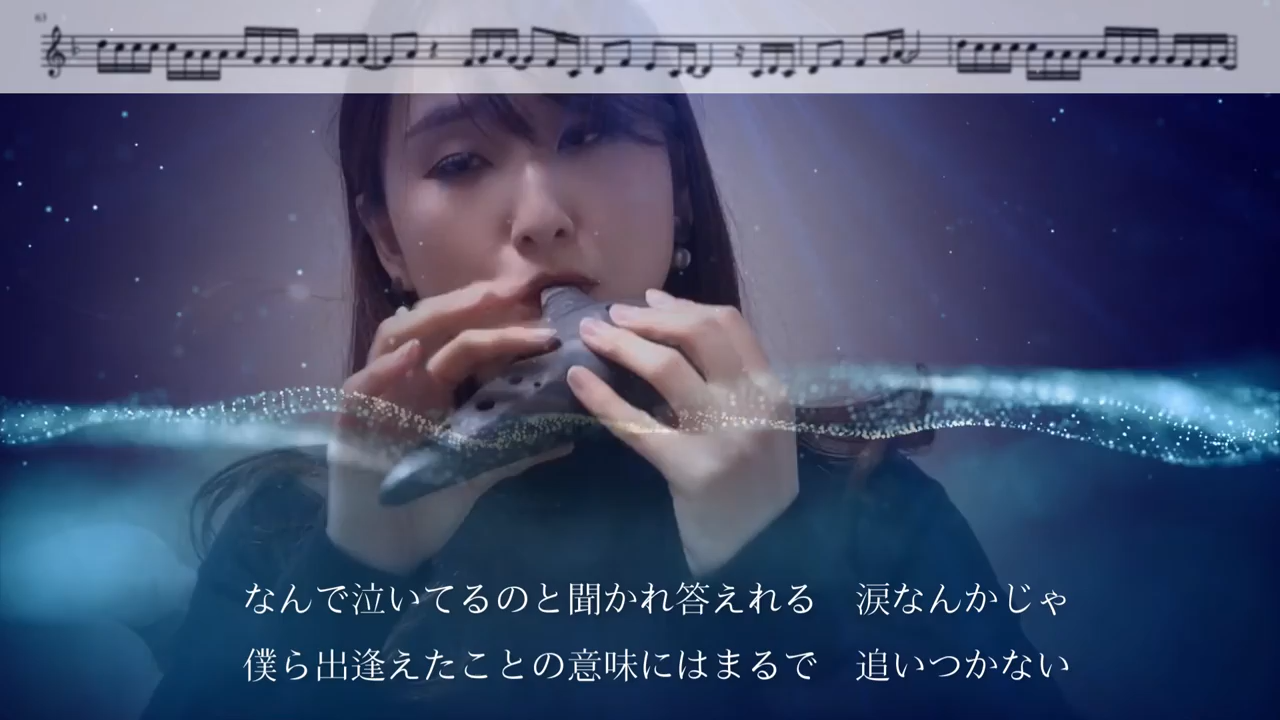 63
なんで泣いてるのと聞かれ答えれる　涙なんかじゃ
僕ら出逢えたことの意味にはまるで　追いつかない